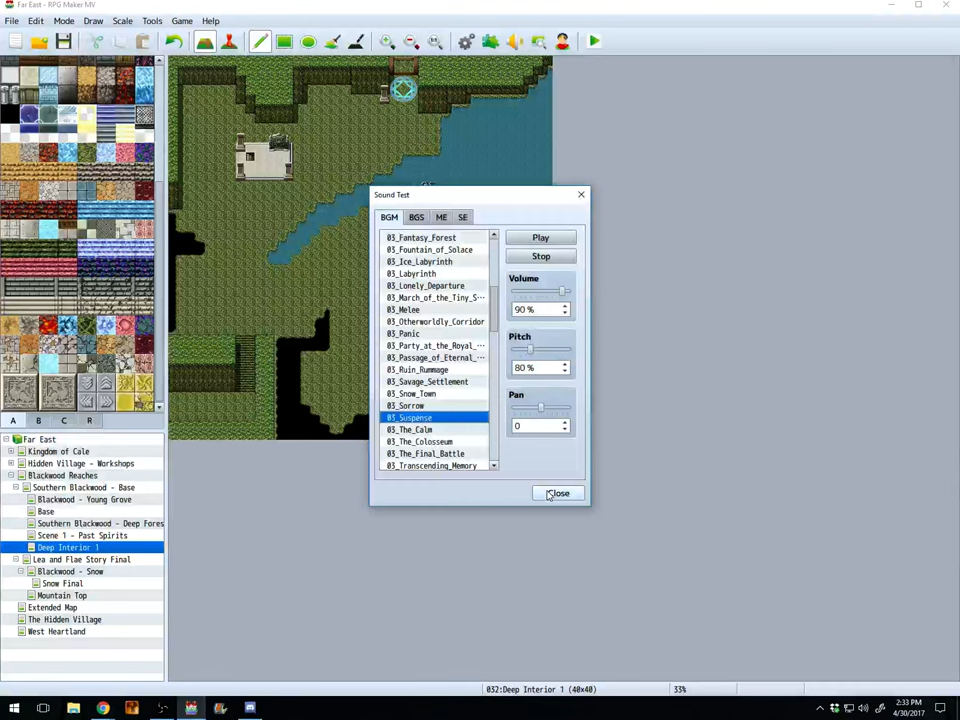 Far East - RPG Maker MV
File Edit Mode Draw Scale Tools Game Help
A B C R
Far East
Kingdom of Cale
Hidden Village - Workshops
Blackwood Reaches
Southern Blackwood - Base
Blackwood - Young Grove
Base
Southern Blackwood - Deep Fores
Scene 1 - Past Spirits
Deep Interior 1
Lea and Flae Story Final
Blackwood - Snow
Snow Final
Mountain Top
Extended Map
The Hidden Village
West Heartland
Sound Test
BGM BGS ME SE
03_Fantasy_Forest
03_Fountain_of_Solace
03_Ice_Labyrinth
03_Labyrinth
03_Lonely_Departure
03_March_of_the_Tiny_S...
03_Melee
03_Otherworldly_Corridor
03_Panic
03_Party_at_the_Royal_...
03_Passage_of_Eternal_...
03_Ruin_Rummage
03_Savage_Settlement
03_Snow_Town
03_Sorrow
03_Suspense
03_The_Calm
03_The_Colosseum
03_The_Final_Battle
03_Transcending_Memory
Play
Stop
Volume
90 %
Pitch
80 %
Pan
0
Close
032:Deep Interior 1 (40x40) 33%
2:33 PM
4/30/2017